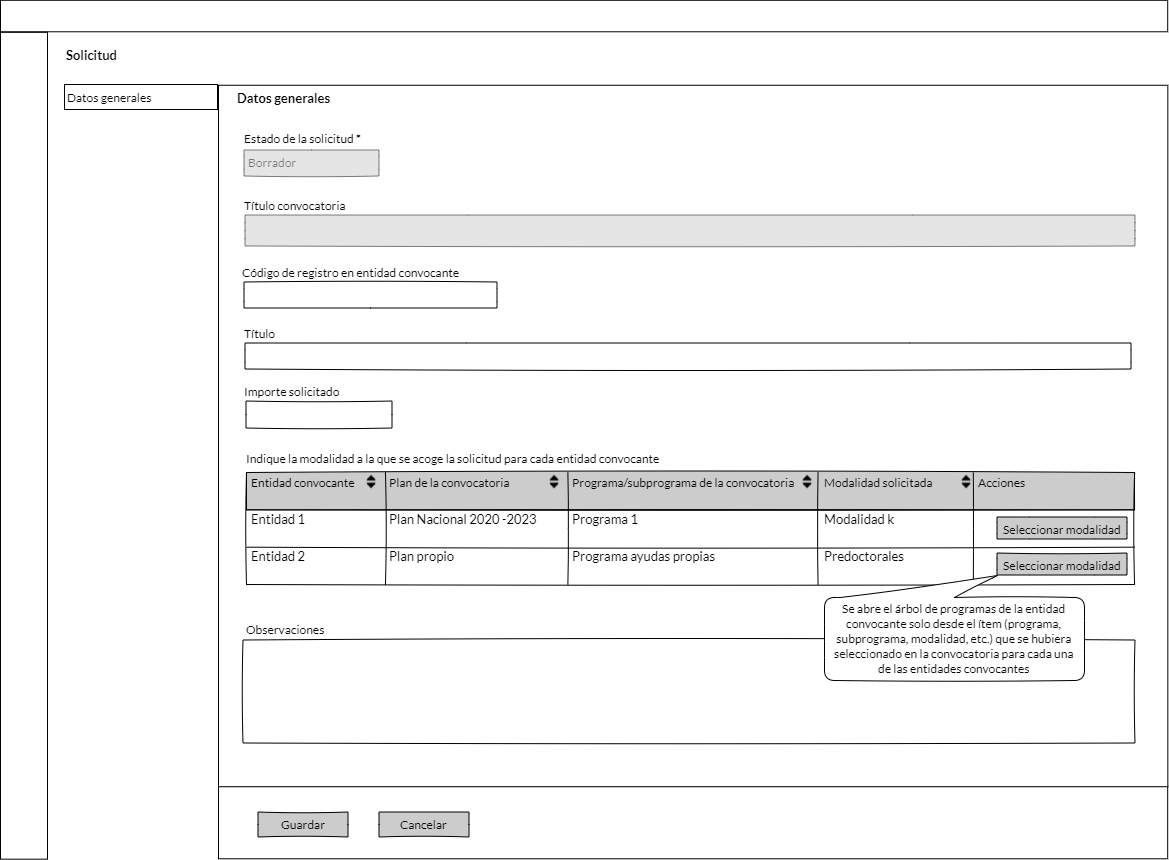 Solicitud
Datos generales
Datos generales
Estado de la solicitud *
Borrador
Título convocatoria
Código de registro en entidad convocante
Título
Importe solicitado
Indique la modalidad a la que se acoge la solicitud para cada entidad convocante
Entidad convocante Plan de la convocatoria Programa/subprograma de la convocatoria Modalidad solicitada Acciones
Entidad 1 Plan Nacional 2020 -2023 Programa 1 Modalidad k Seleccionar modalidad
Entidad 2 Plan propio Programa ayudas propias Predoctorales Seleccionar modalidad
Se abre el árbol de programas de la entidad
convocante solo desde el ítem (programa,
subprograma, modalidad, etc.) que se hubiera
seleccionado en la convocatoria para cada una
de las entidades convocantes
Observaciones
Guardar Cancelar